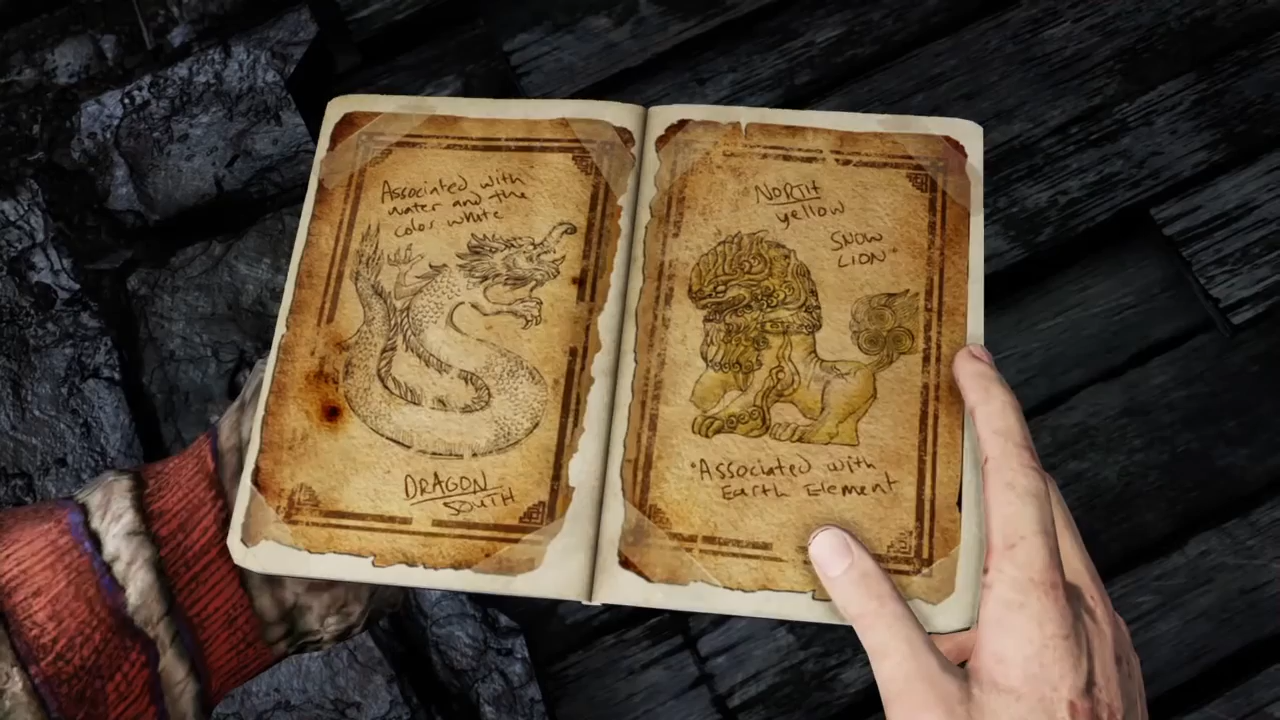 Associated with
water and the
color white
DRAGON
SOUTH
NORTH
yellow
SNOW
LION"
"Associated with
Earth Element